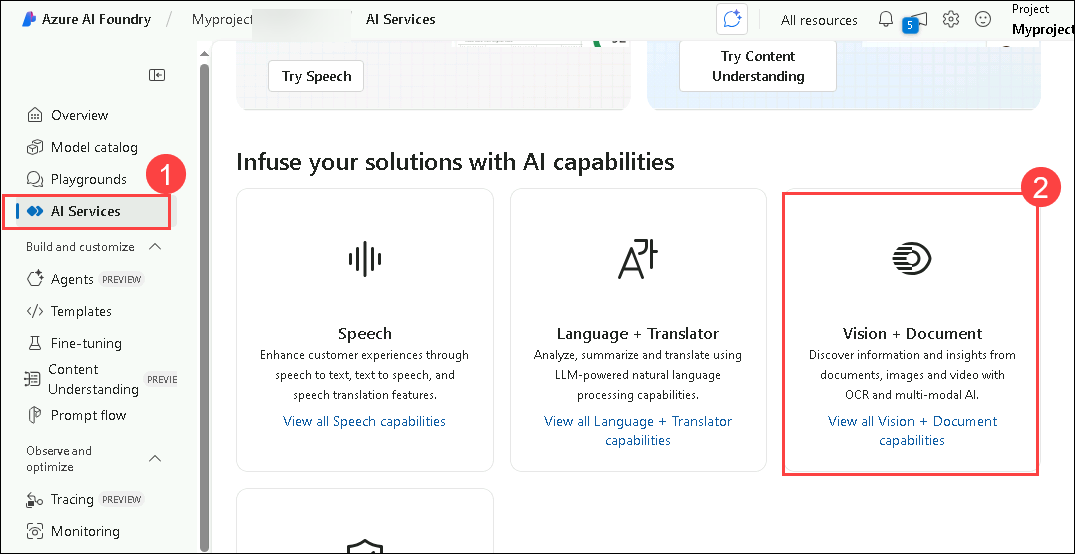 Azure AI Foundry / Myproject / AI Services
All resources
5
Project
Myproject
Try Speech
Try Content
Understanding
Overview
Model catalog
Playgrounds
1
AI Services
Build and customize
Agents PREVIEW
Templates
Fine-tuning
Content
Understanding PREVIE
Prompt flow
Observe and
optimize
Tracing PREVIEW
Monitoring
Infuse your solutions with AI capabilities
Speech
Enhance customer experiences through
speech to text, text to speech, and
speech translation features.
View all Speech capabilities
Language + Translator
Analyze, summarize and translate using
LLM-powered natural language
processing capabilities.
View all Language + Translator
capabilities
2
Vision + Document
Discover information and insights from
documents, images and video with
OCR and multi-modal AI.
View all Vision + Document
capabilities